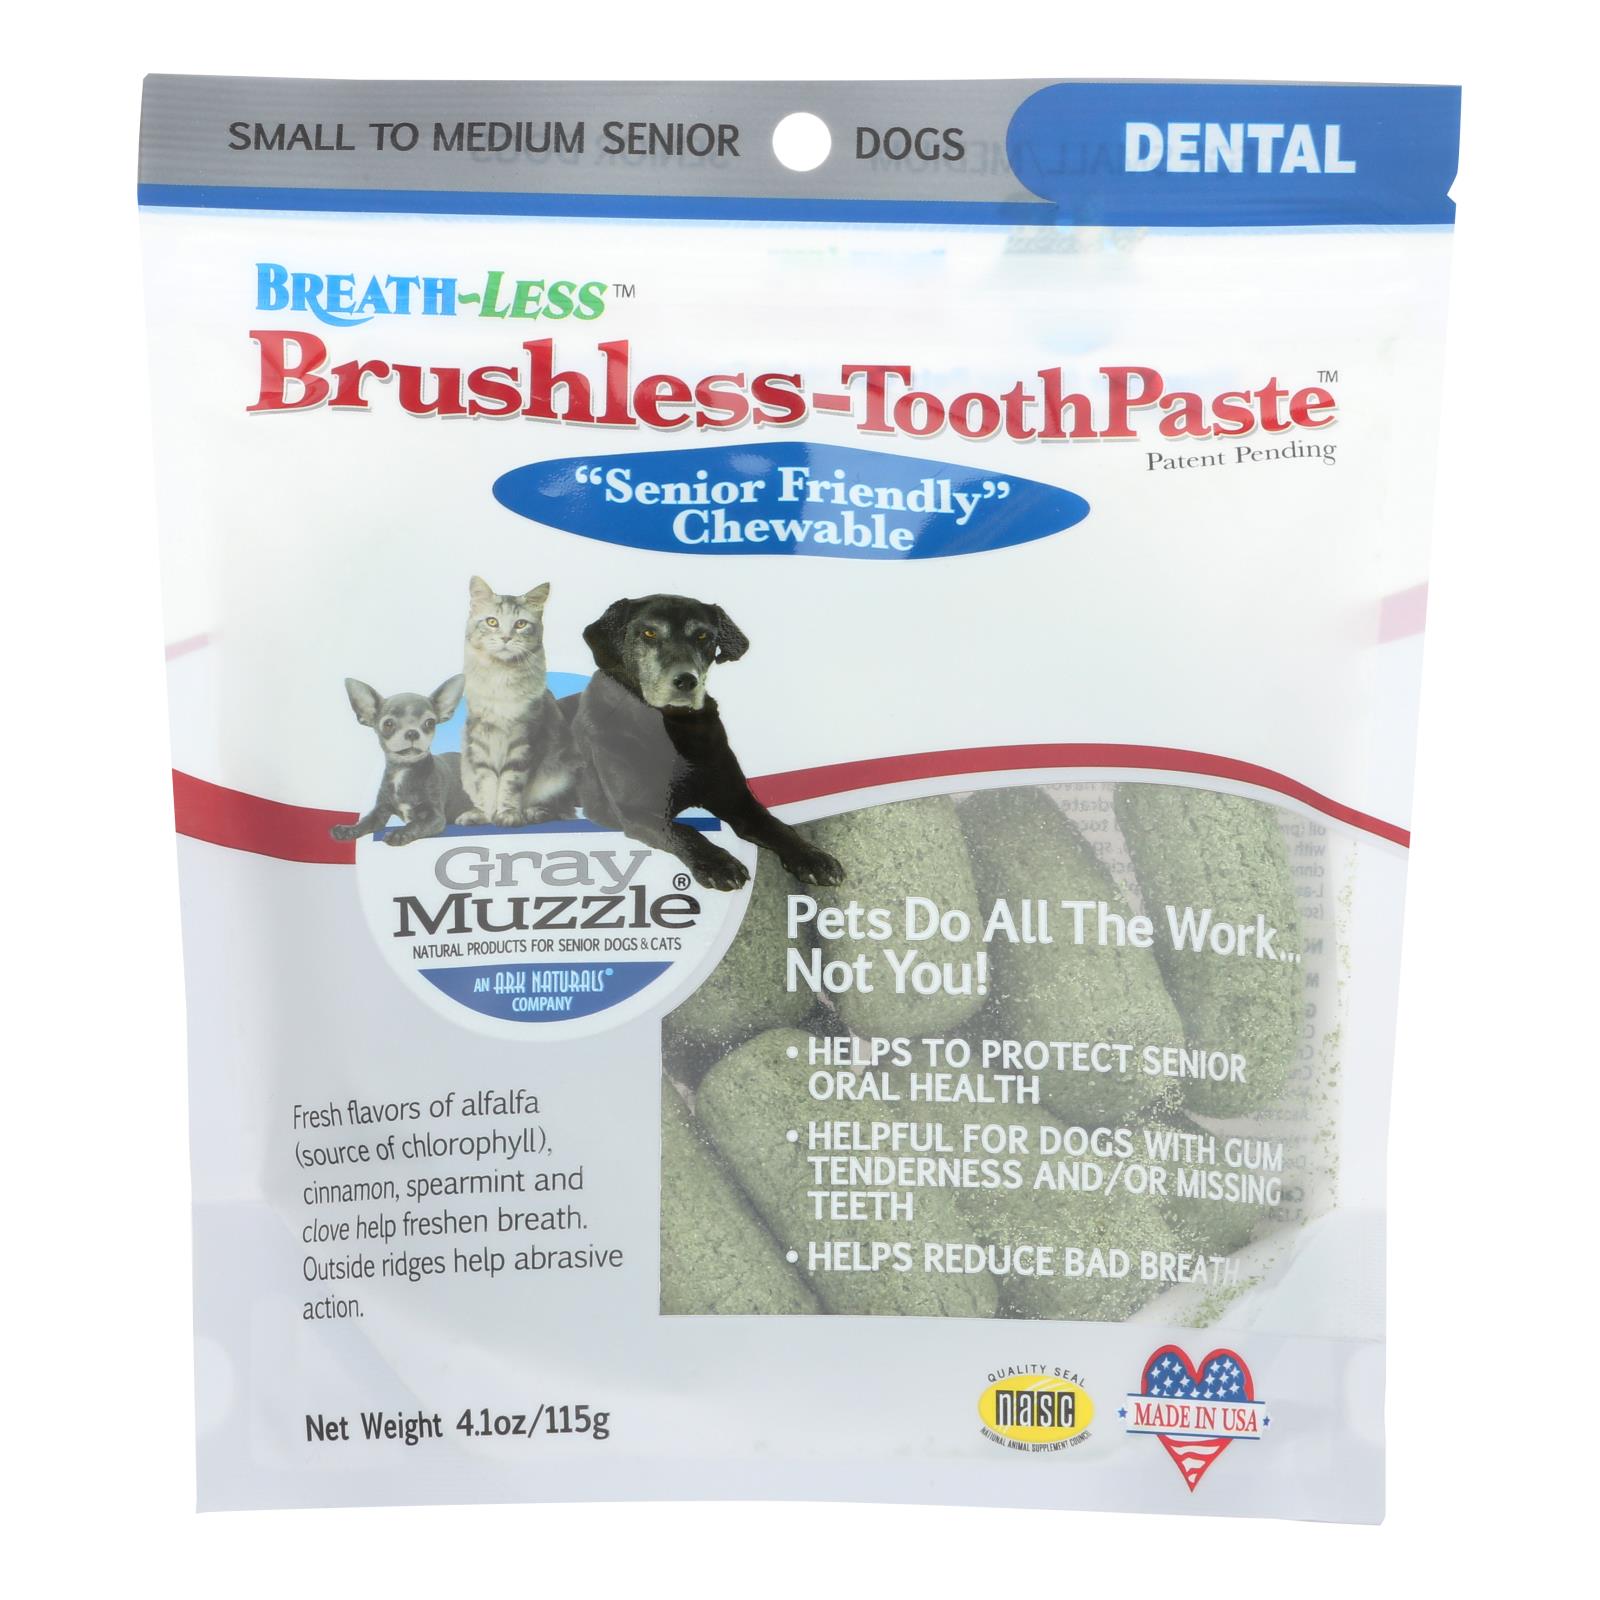 SMALL TO MEDIUM SENIOR DOGS
DENTAL
BREATH-LESS™
Brushless-ToothPaste™
Patent Pending
“Senior Friendly”
Chewable
Gray
Muzzle®
NATURAL PRODUCTS FOR SENIOR DOGS & CATS
AN ARK NATURALS®
COMPANY
Pets Do All The Work...
Not You!
• HELPS TO PROTECT SENIOR
ORAL HEALTH
• HELPFUL FOR DOGS WITH GUM
TENDERNESS AND/OR MISSING
TEETH
• HELPS REDUCE BAD BREATH
Fresh flavors of alfalfa
(source of chlorophyll),
cinnamon, spearmint and
clove help freshen breath.
Outside ridges help abrasive
action.
Net Weight 4.1oz/115g
QUALITY SEAL
nasc
NATIONAL ANIMAL SUPPLEMENT COUNCIL
MADE IN USA